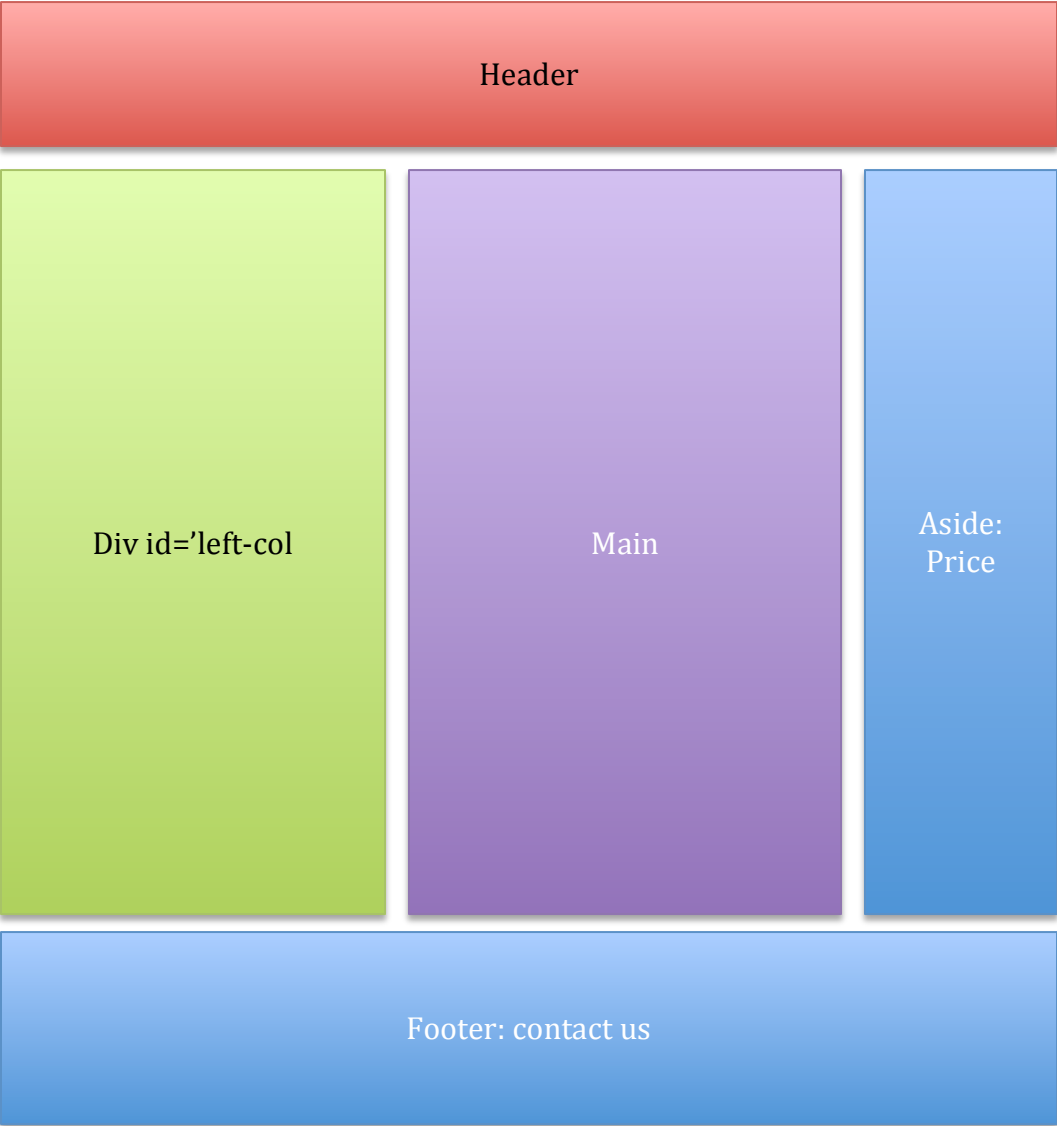 Header
Div id=’left-col
Main
Aside:
Price
Footer: contact us